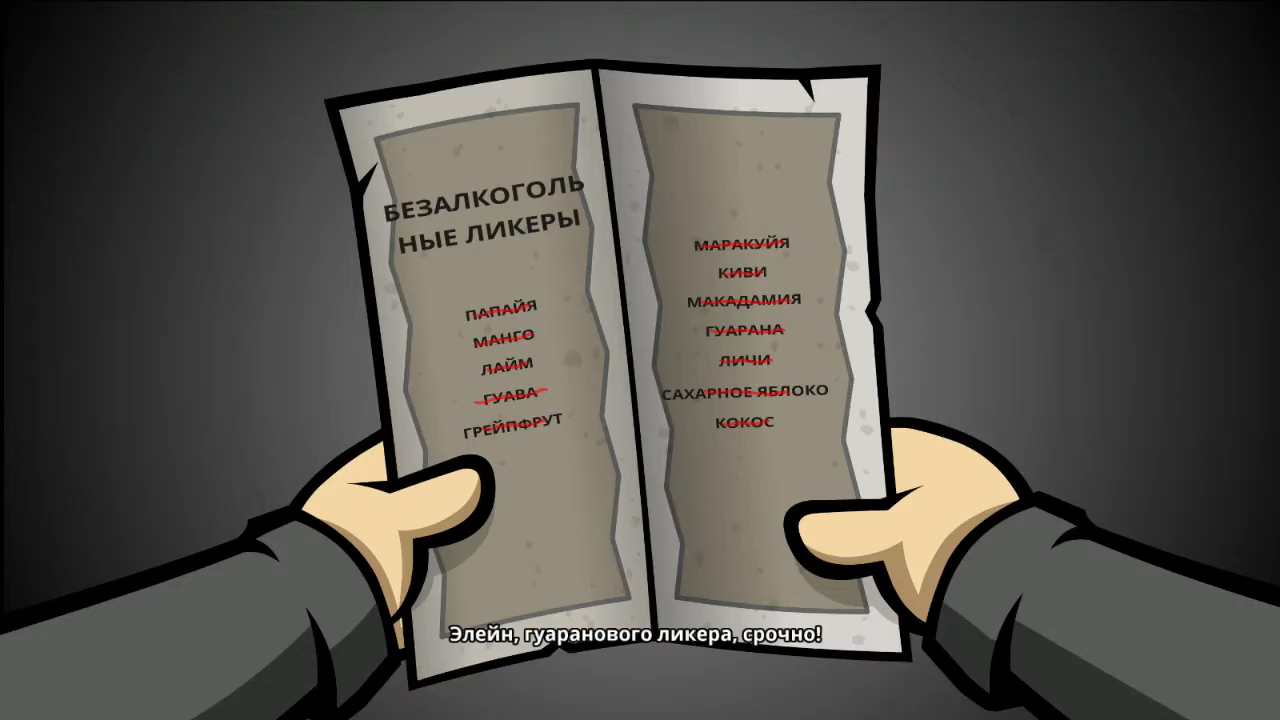 БЕЗАЛКОГОЛЬ
НЫЕ ЛИКЕРЫ
ПАПАЙЯ
МАНГО
ЛАЙМ
ГУАВА
ГРЕЙПФРУТ
МАРАКУЙЯ
КИВИ
МАКАДАМИЯ
ГУАРАНА
ЛИЧИ
САХАРНОЕ ЯБЛОКО
КОКОС
Элейн, гуаранового ликера, срочно!